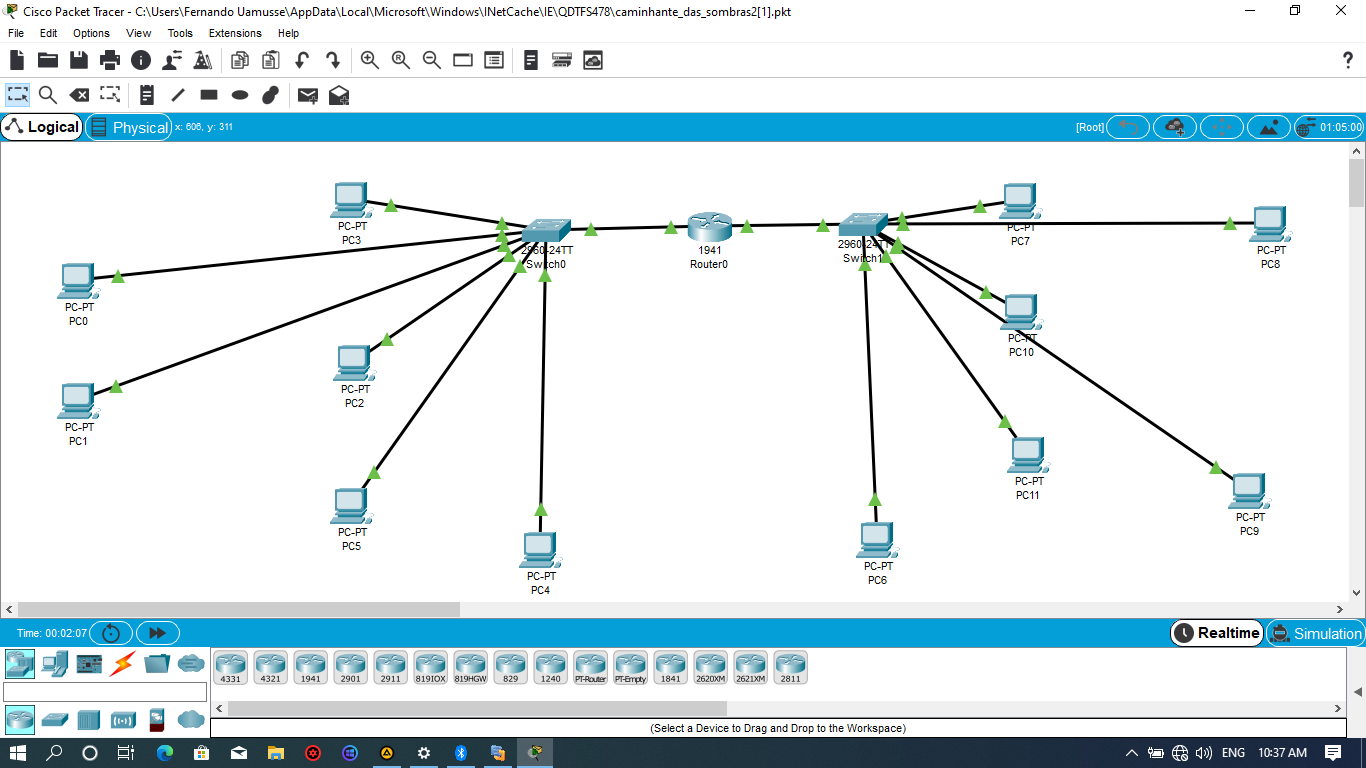 Cisco Packet Tracer - C:\Users\Fernando Uamusse\AppData\Local\Microsoft\Windows\INetCache\IE\QDTFS478\caminhante_das_sombras2[1].pkt
File Edit Options View Tools Extensions Help
Logical Physical x: 606, y: 311 [Root] 01:05:00
PC-PT
PC3
PC-PT
PC0
PC-PT
PC1
PC-PT
PC2
PC-PT
PC5
PC-PT
PC4
2960-24TT
Switch0
1941
Router0
2960-24TT
Switch1
PC-PT
PC7
PC-PT
PC8
PC-PT
PC10
PC-PT
PC11
PC-PT
PC9
PC-PT
PC6
Time: 00:02:07 Realtime Simulation
4331 4321 1941 2901 2911 819IOX 819HGW 829 1240 PT-Router PT-Empty 1841 2620XM 2621XM 2811
(Select a Device to Drag and Drop to the Workspace)
ENG 10:37 AM